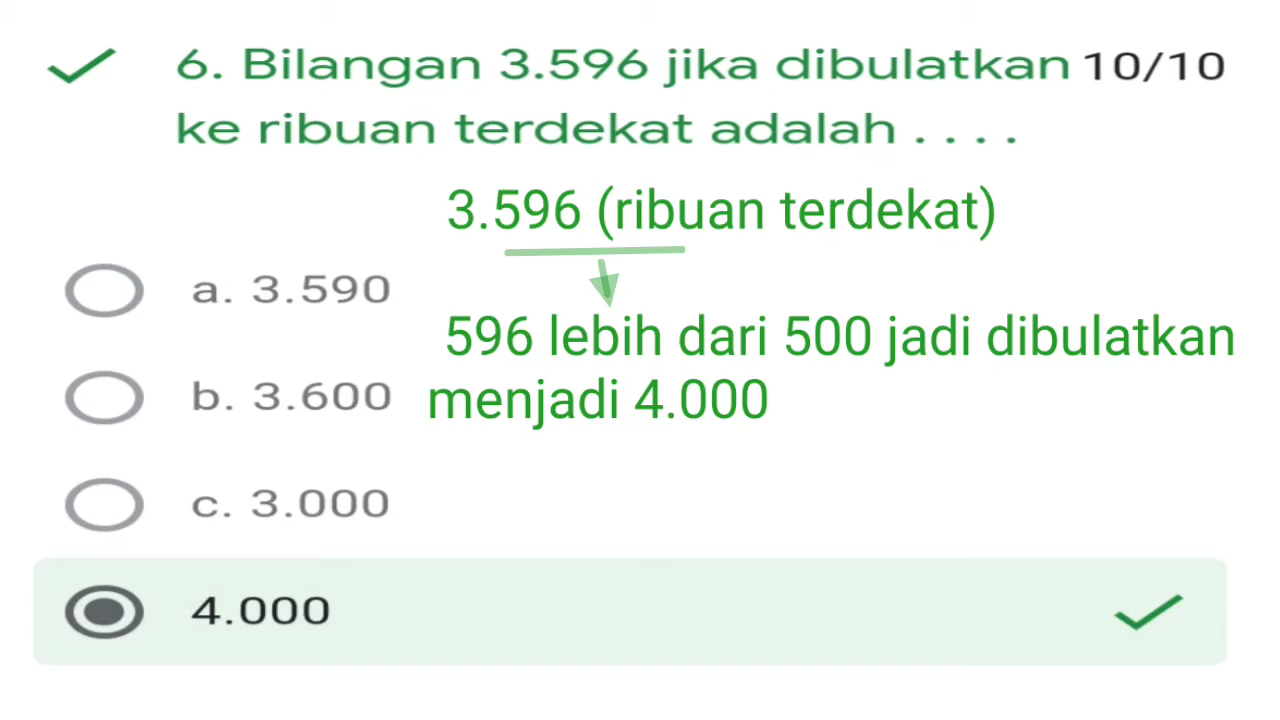 6. Bilangan 3.596 jika dibulatkan 10/10
ke ribuan terdekat adalah . . . .
3.596 (ribuan terdekat)
a. 3.590
596 lebih dari 500 jadi dibulatkan
b. 3.600
menjadi 4.000
c. 3.000
4.000